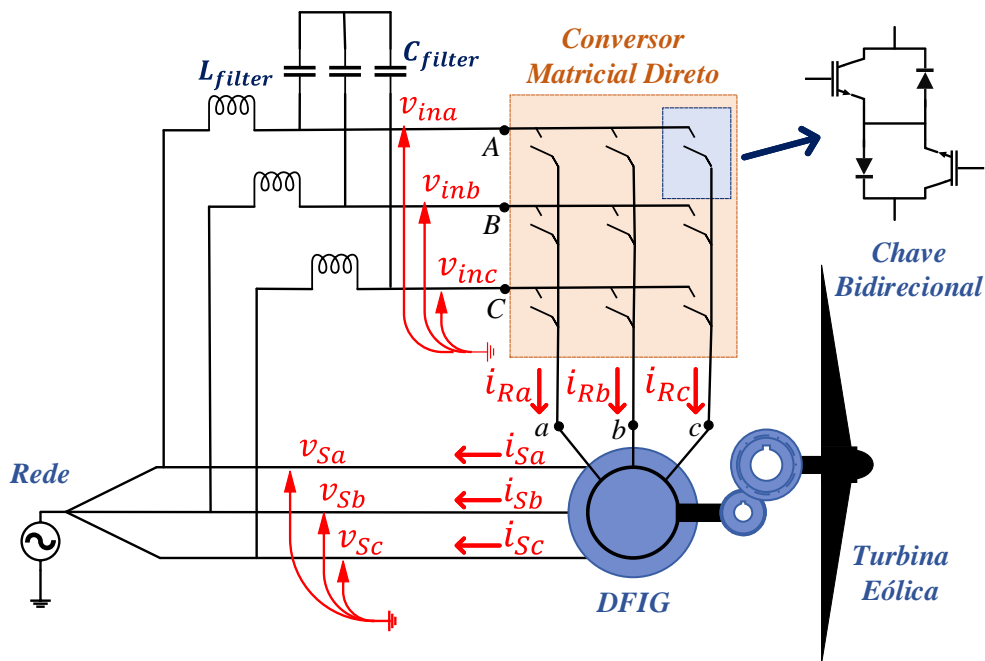 L_filter
C_filter
Conversor
Matricial Direto
v_ina
v_inb
v_inc
A
B
C
Chave
Bidirecional
i_Ra
i_Rb
i_Rc
a
b
c
Rede
v_Sa
v_Sb
v_Sc
i_Sa
i_Sb
i_Sc
DFIG
Turbina
Eólica